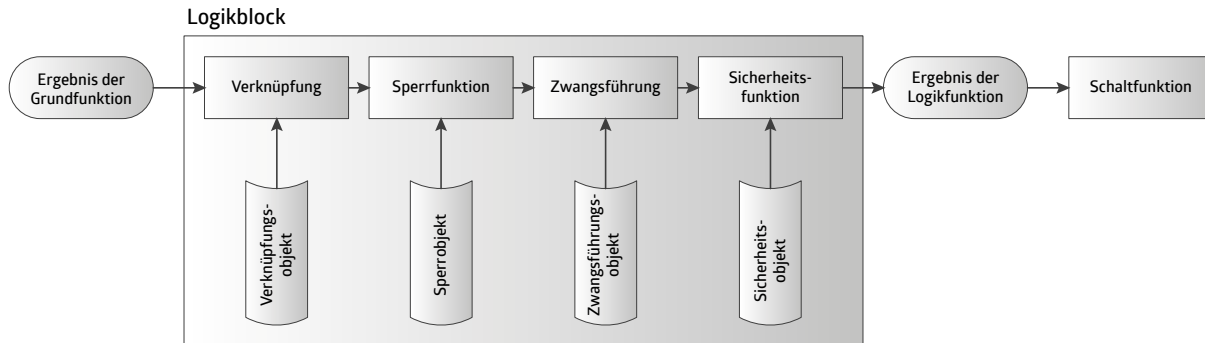 Logikblock
Ergebnis der
Grundfunktion
Verknüpfung
Sperrfunktion
Zwangsführung
Sicherheits-
funktion
Ergebnis der
Logikfunktion
Schaltfunktion
Verknüpfungs-
objekt
Sperrobjekt
Zwangsführungs-
objekt
Sicherheits-
objekt